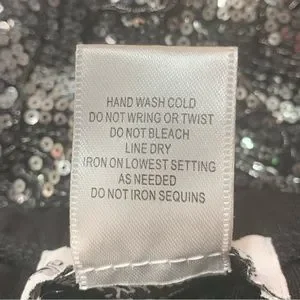 HAND WASH COLD
DO NOT WRING OR TWIST
DO NOT BLEACH
LINE DRY
IRON ON LOWEST SETTING
AS NEEDED
DO NOT IRON SEQUINS